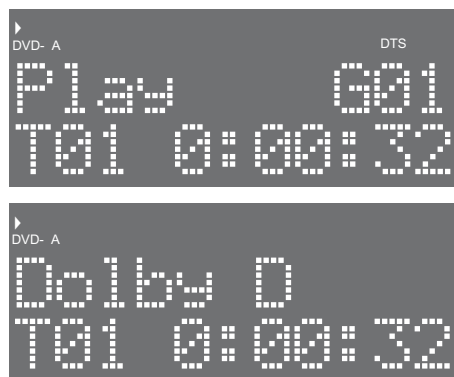 DVD- A DTS
Play G01
T01 0:00:32
DVD- A
Dolby D
T01 0:00:32